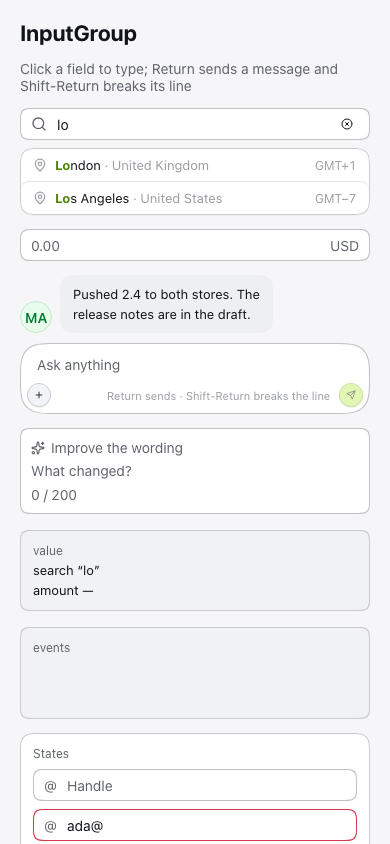 InputGroup
Click a field to type; Return sends a message and
Shift-Return breaks its line
lo
London · United Kingdom GMT+1
Los Angeles · United States GMT−7
0.00 USD
Pushed 2.4 to both stores. The
release notes are in the draft.
MA
Ask anything
+ Return sends · Shift-Return breaks the line
Improve the wording
What changed?
0 / 200
value
search “lo”
amount —
events
States
@ Handle
@ ada@